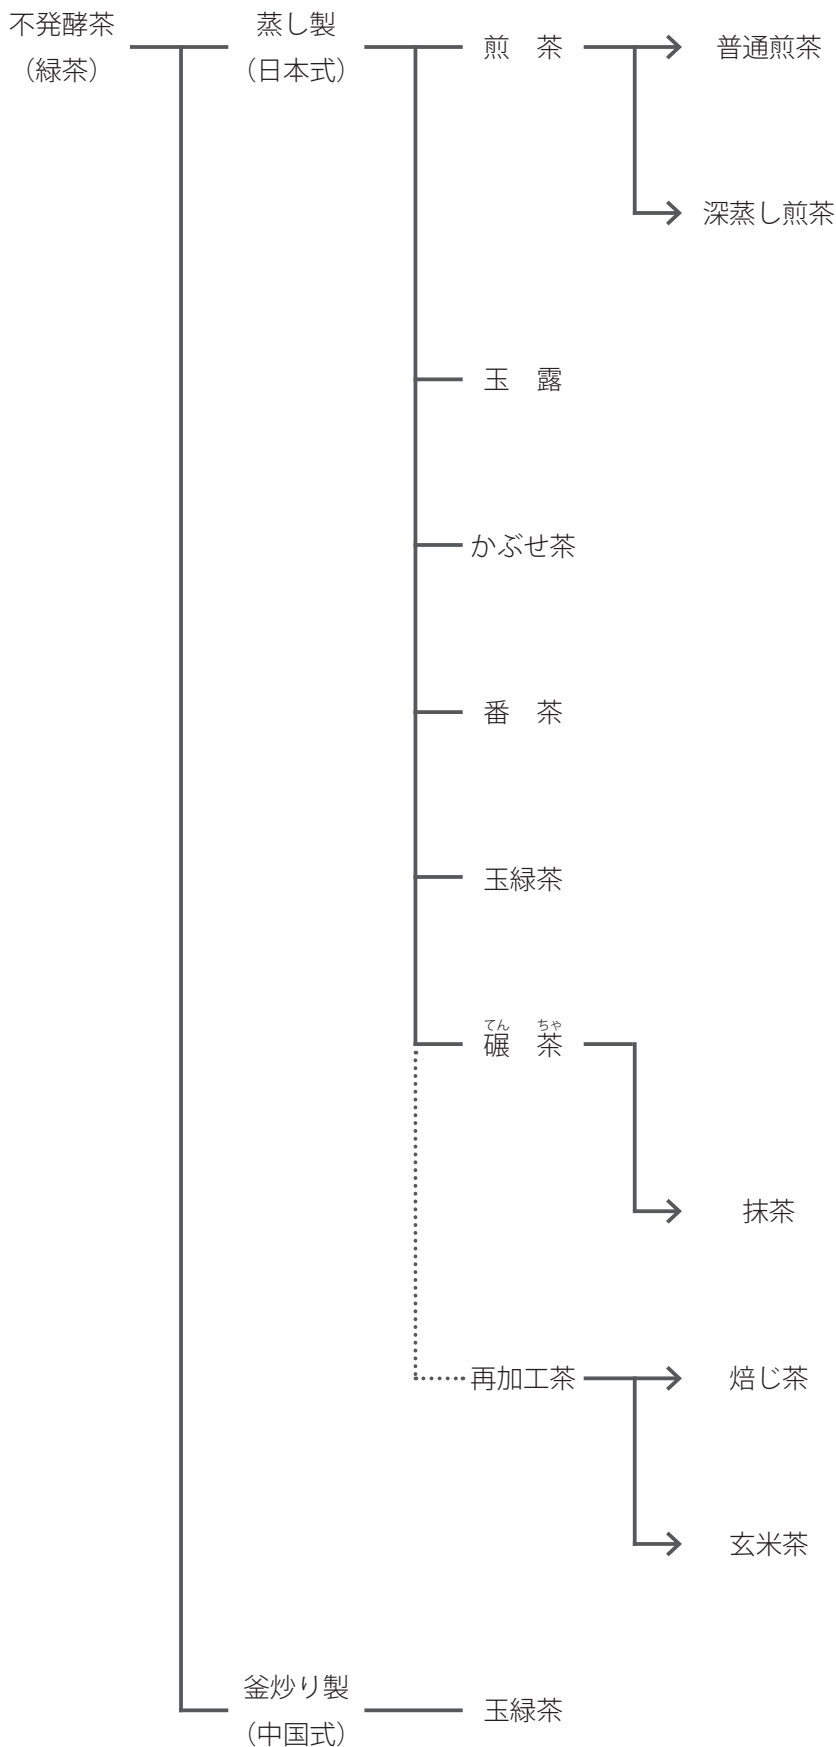 不発酵茶
（緑茶）
蒸し製
（日本式）
煎　茶
普通煎茶
深蒸し煎茶
玉　露
かぶせ茶
番　茶
玉緑茶
てん　ちゃ
碾　茶
抹茶
再加工茶
焙じ茶
玄米茶
釜炒り製
（中国式）
玉緑茶